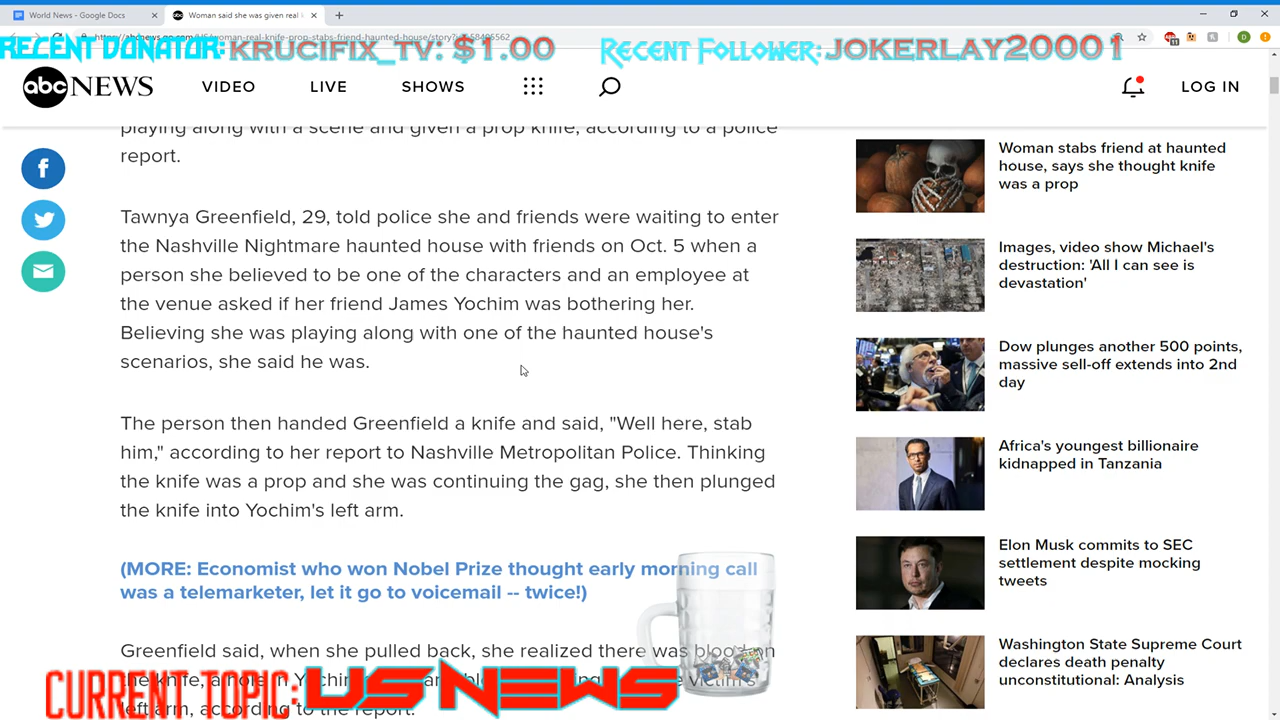 World News - Google Docs
Woman said she was given real k
RECENT DONATOR: KRUCIFIX_TV: $1.00
RECENT FOLLOWER: JOKERLAY20001
abc NEWS
VIDEO
LIVE
SHOWS
LOG IN
playing along with a scene and given a prop knife, according to a police
report.
Tawnya Greenfield, 29, told police she and friends were waiting to enter
the Nashville Nightmare haunted house with friends on Oct. 5 when a
person she believed to be one of the characters and an employee at
the venue asked if her friend James Yochim was bothering her.
Believing she was playing along with one of the haunted house's
scenarios, she said he was.
The person then handed Greenfield a knife and said, "Well here, stab
him," according to her report to Nashville Metropolitan Police. Thinking
the knife was a prop and she was continuing the gag, she then plunged
the knife into Yochim's left arm.
(MORE: Economist who won Nobel Prize thought early morning call
was a telemarketer, let it go to voicemail -- twice!)
Greenfield said, when she pulled back, she realized there was blood on
the knife, a hole in
left arm, according to the report.
CURRENT TOPIC: US NEWS
Woman stabs friend at haunted
house, says she thought knife
was a prop
Images, video show Michael's
destruction: 'All I can see is
devastation'
Dow plunges another 500 points,
massive sell-off extends into 2nd
day
Africa's youngest billionaire
kidnapped in Tanzania
Elon Musk commits to SEC
settlement despite mocking
tweets
Washington State Supreme Court
declares death penalty
unconstitutional: Analysis